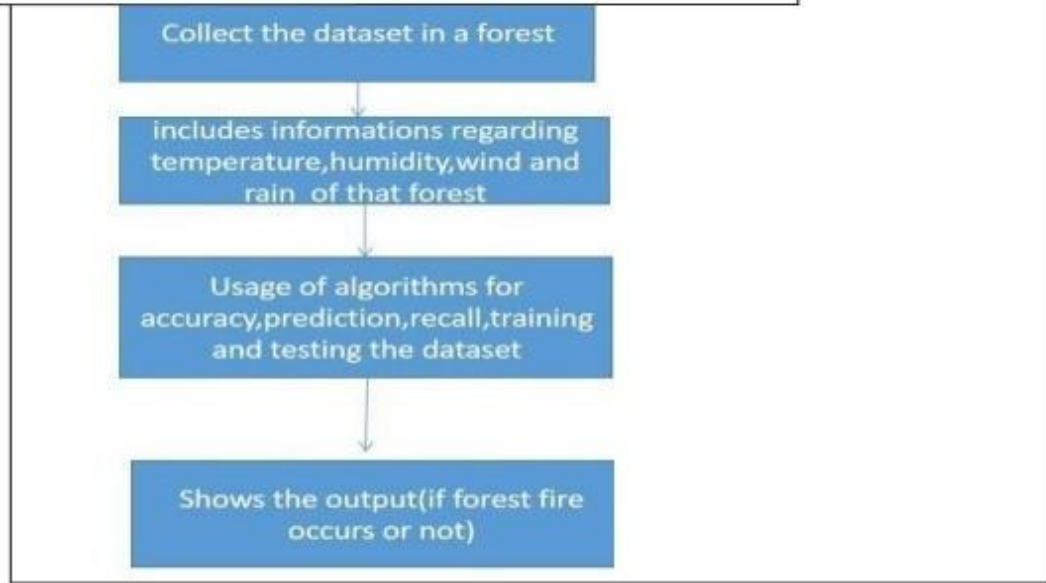 Collect the dataset in a forest
includes informations regarding
temperature,humidity,wind and
rain of that forest
Usage of algorithms for
accuracy,prediction,recall,training
and testing the dataset
Shows the output(if forest fire
occurs or not)